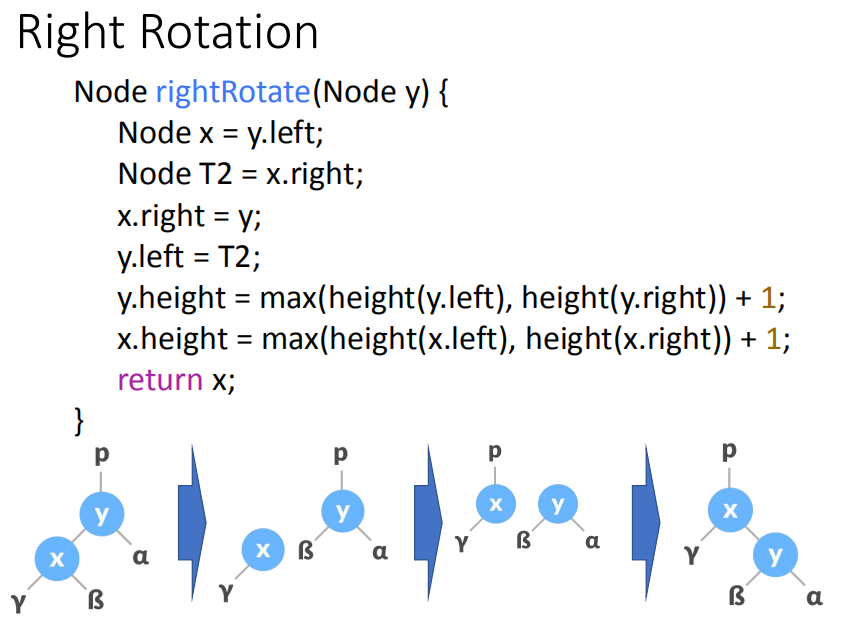 Right Rotation
Node rightRotate(Node y) {
Node x = y.left;
Node T2 = x.right;
x.right = y;
y.left = T2;
y.height = max(height(y.left), height(y.right)) + 1;
x.height = max(height(x.left), height(x.right)) + 1;
return x;
}
p
y
x
α
γ
ß
p
y
x
ß
α
γ
p
x
y
γ
ß
α
p
x
γ
y
ß
α